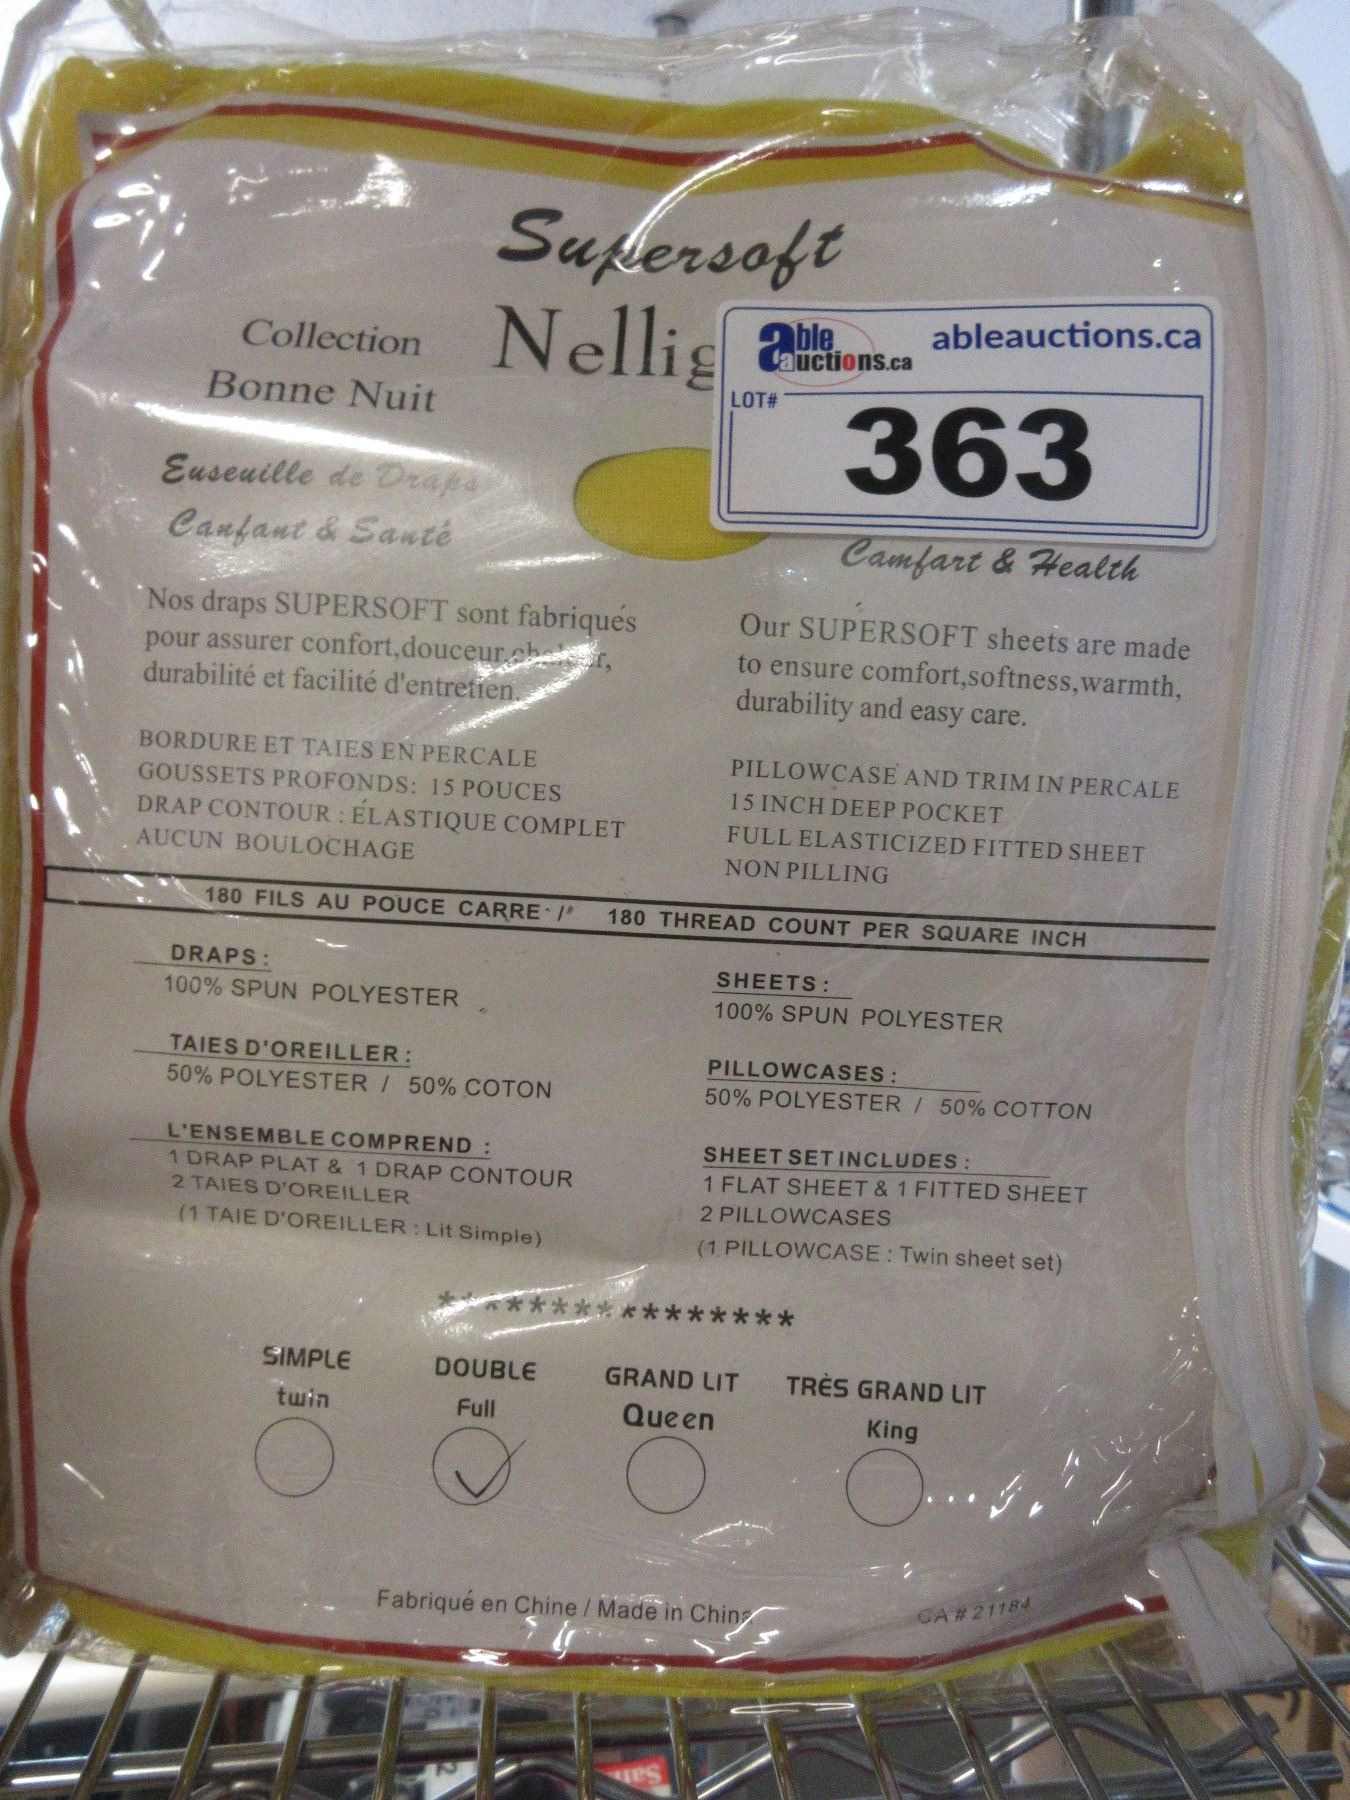 Supersoft
Nellig
Collection
Bonne Nuit
able
auctions.ca
ableauctions.ca
LOT#
363
Enseuille de Draps
Canfant & Santé
Camfart & Health
Nos draps SUPERSOFT sont fabriqués
pour assurer confort,douceur,chaleur,
durabilité et facilité d'entretien.
Our SUPERSOFT sheets are made
to ensure comfort,softness,warmth,
durability and easy care.
BORDURE ET TAIES EN PERCALE
GOUSSETS PROFONDS: 15 POUCES
DRAP CONTOUR : ÉLASTIQUE COMPLET
AUCUN BOULOCHAGE
PILLOWCASE AND TRIM IN PERCALE
15 INCH DEEP POCKET
FULL ELASTICIZED FITTED SHEET
NON PILLING
180 FILS AU POUCE CARRE / 180 THREAD COUNT PER SQUARE INCH
DRAPS:
100% SPUN POLYESTER
TAIES D'OREILLER:
50% POLYESTER / 50% COTON
L'ENSEMBLE COMPREND :
1 DRAP PLAT & 1 DRAP CONTOUR
2 TAIES D'OREILLER
(1 TAIE D'OREILLER : Lit Simple)
SHEETS:
100% SPUN POLYESTER
PILLOWCASES:
50% POLYESTER / 50% COTTON
SHEET SET INCLUDES:
1 FLAT SHEET & 1 FITTED SHEET
2 PILLOWCASES
(1 PILLOWCASE : Twin sheet set)
****************
SIMPLE DOUBLE GRAND LIT TRÈS GRAND LIT
twin Full Queen King
Fabriqué en Chine / Made in China
CA # 21184